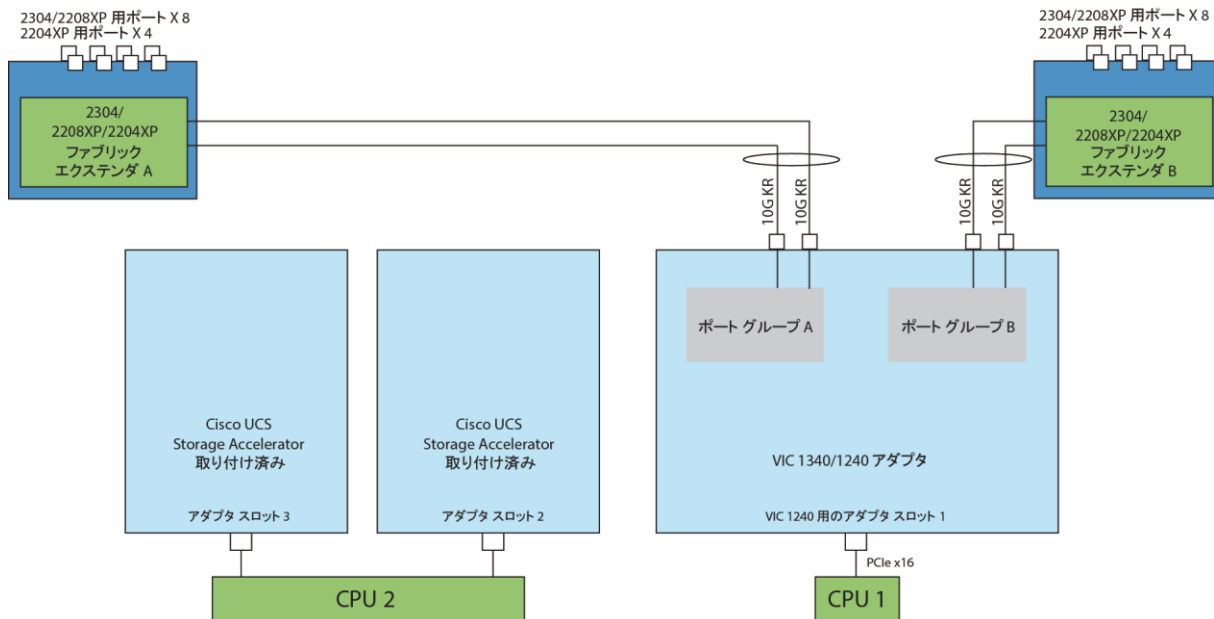 2304/2208XP 用ポート X 8
2204XP 用ポート X 4
2304/2208XP 用ポート X 8
2204XP 用ポート X 4
2304/
2208XP/2204XP
ファブリック
エクステンダ A
2304/
2208XP/2204XP
ファブリック
エクステンダ B
10G KR
10G KR
10G KR
10G KR
ポート グループ A
ポート グループ B
Cisco UCS
Storage Accelerator
取り付け済み
Cisco UCS
Storage Accelerator
取り付け済み
VIC 1340/1240 アダプタ
アダプタ スロット 3
アダプタ スロット 2
VIC 1240 用のアダプタ スロット 1
PCIe x16
CPU 2
CPU 1